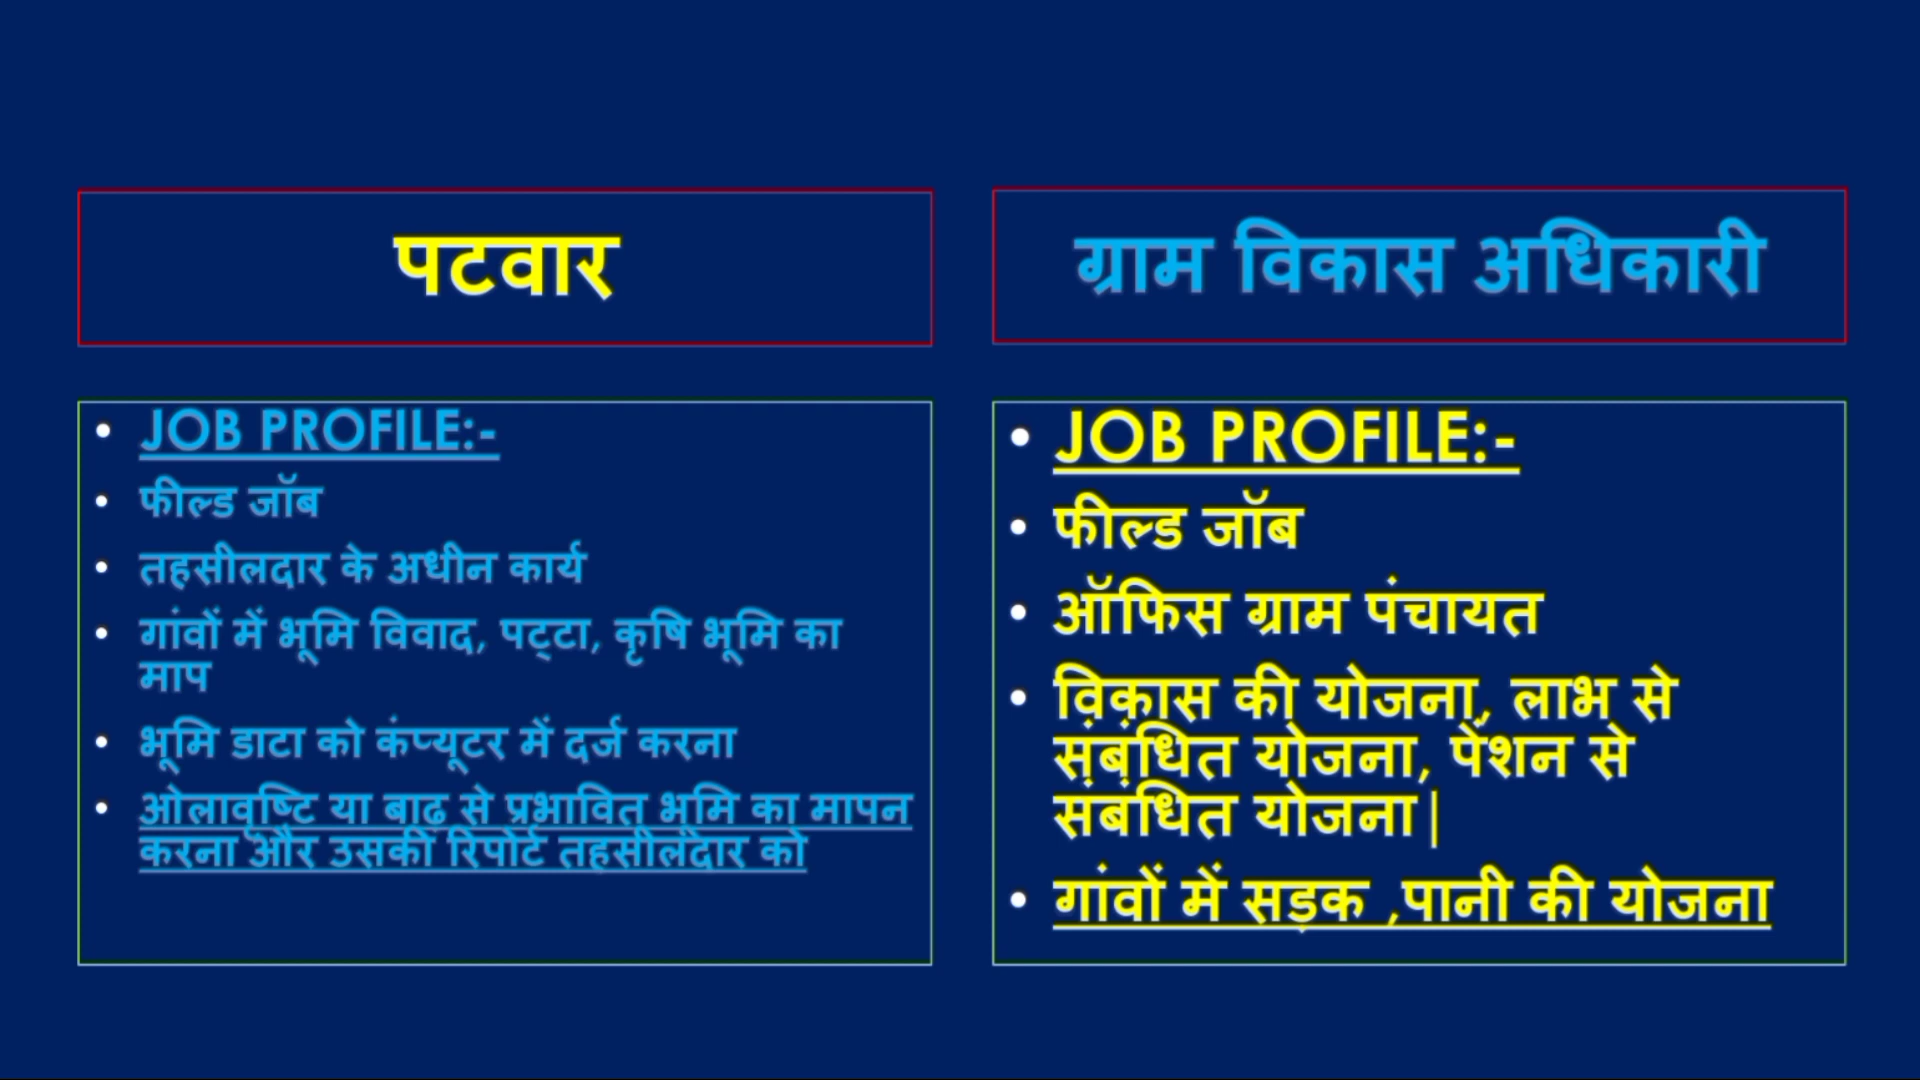 पटवार
• JOB PROFILE:-
• फील्ड जॉब
• तहसीलदार के अधीन कार्य
• गांवों में भूमि विवाद, पट्टा, कृषि भूमि का
माप
• भूमि डाटा को कंप्यूटर में दर्ज करना
• ओलावृष्टि या बाढ़ से प्रभावित भूमि का मापन
करना और उसकी रिपोर्ट तहसीलदार को
ग्राम विकास अधिकारी
• JOB PROFILE:-
• फील्ड जॉब
• ऑफिस ग्राम पंचायत
• विकास की योजना, लाभ से
संबंधित योजना, पेंशन से
संबंधित योजना|
• गांवों में सड़क ,पानी की योजना